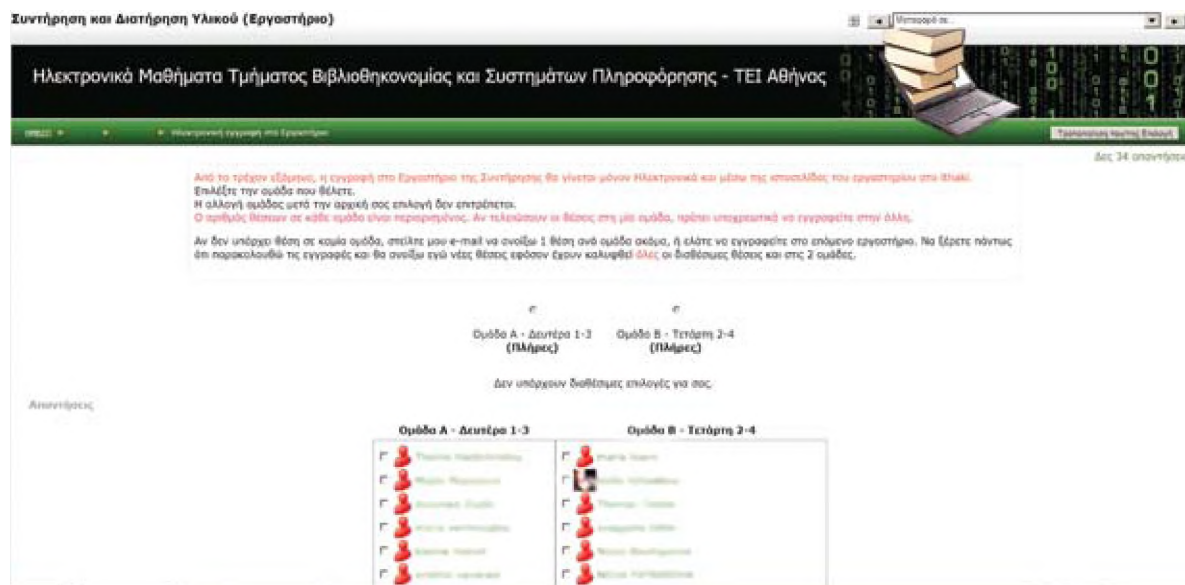 Συντήρηση και Διατήρηση Υλικού (Εργαστήριο)
Μεταφορά σε...
Ηλεκτρονικά Μαθήματα Τμήματος Βιβλιοθηκονομίας και Συστημάτων Πληροφόρησης - ΤΕΙ Αθήνας
Ηλεκτρονική εγγραφή στο Εργαστήριο
Δες 34 απαντήσεις
Από το τρέχον εξάμηνο, η εγγραφή στο Εργαστήριο της Συντήρησης θα γίνεται μόνον Ηλεκτρονικά και μέσω της ιστοσελίδας του εργαστηρίου στο Ithaki.
Επιλέξτε την ομάδα που θέλετε.
Η αλλαγή ομάδας μετά την αρχική σας επιλογή δεν επιτρέπεται.
Ο αριθμός θέσεων σε κάθε ομάδα είναι περιορισμένος. Αν τελειώσουν οι θέσεις στη μία ομάδα, πρέπει υποχρεωτικά να εγγραφείτε στην άλλη.
Αν δεν υπάρχει θέση σε καμία ομάδα, στείλτε μου e-mail να ανοίξω 1 θέση ανά ομάδα ακόμα, ή ελάτε να εγγραφείτε στο επόμενο εργαστήριο. Να ξέρετε πάντως
ότι παρακολουθώ τις εγγραφές και θα ανοίξω εγώ νέες θέσεις εφόσον έχουν καλυφθεί όλες οι διαθέσιμες θέσεις και στις 2 ομάδες.
Ομάδα Α - Δευτέρα 1-3 Ομάδα Β - Τετάρτη 2-4
(Πλήρες) (Πλήρες)
Δεν υπάρχουν διαθέσιμες επιλογές για σας.
Απαντήσεις
Ομάδα Α - Δευτέρα 1-3 Ομάδα Β - Τετάρτη 2-4